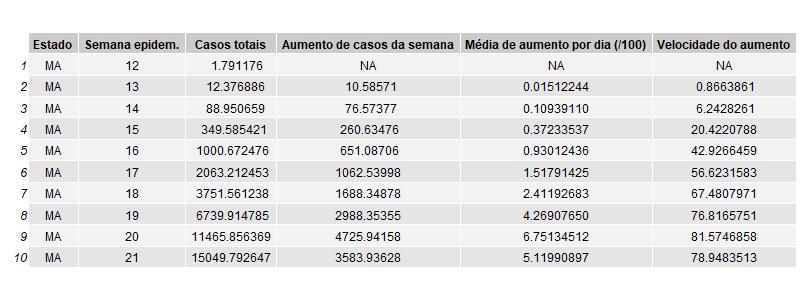 Estado Semana epidem. Casos totais Aumento de casos da semana Média de aumento por dia (/100) Velocidade do aumento
1 MA 12 1.791176 NA NA NA
2 MA 13 12.376886 10.58571 0.01512244 0.8663861
3 MA 14 88.950659 76.57377 0.10939110 6.2428261
4 MA 15 349.585421 260.63476 0.37233537 20.4220788
5 MA 16 1000.672476 651.08706 0.93012436 42.9266459
6 MA 17 2063.212453 1062.53998 1.51791425 56.6231583
7 MA 18 3751.561238 1688.34878 2.41192683 67.4807971
8 MA 19 6739.914785 2988.35355 4.26907650 76.8165751
9 MA 20 11465.856369 4725.94158 6.75134512 81.5746858
10 MA 21 15049.792647 3583.93628 5.11990897 78.9483513